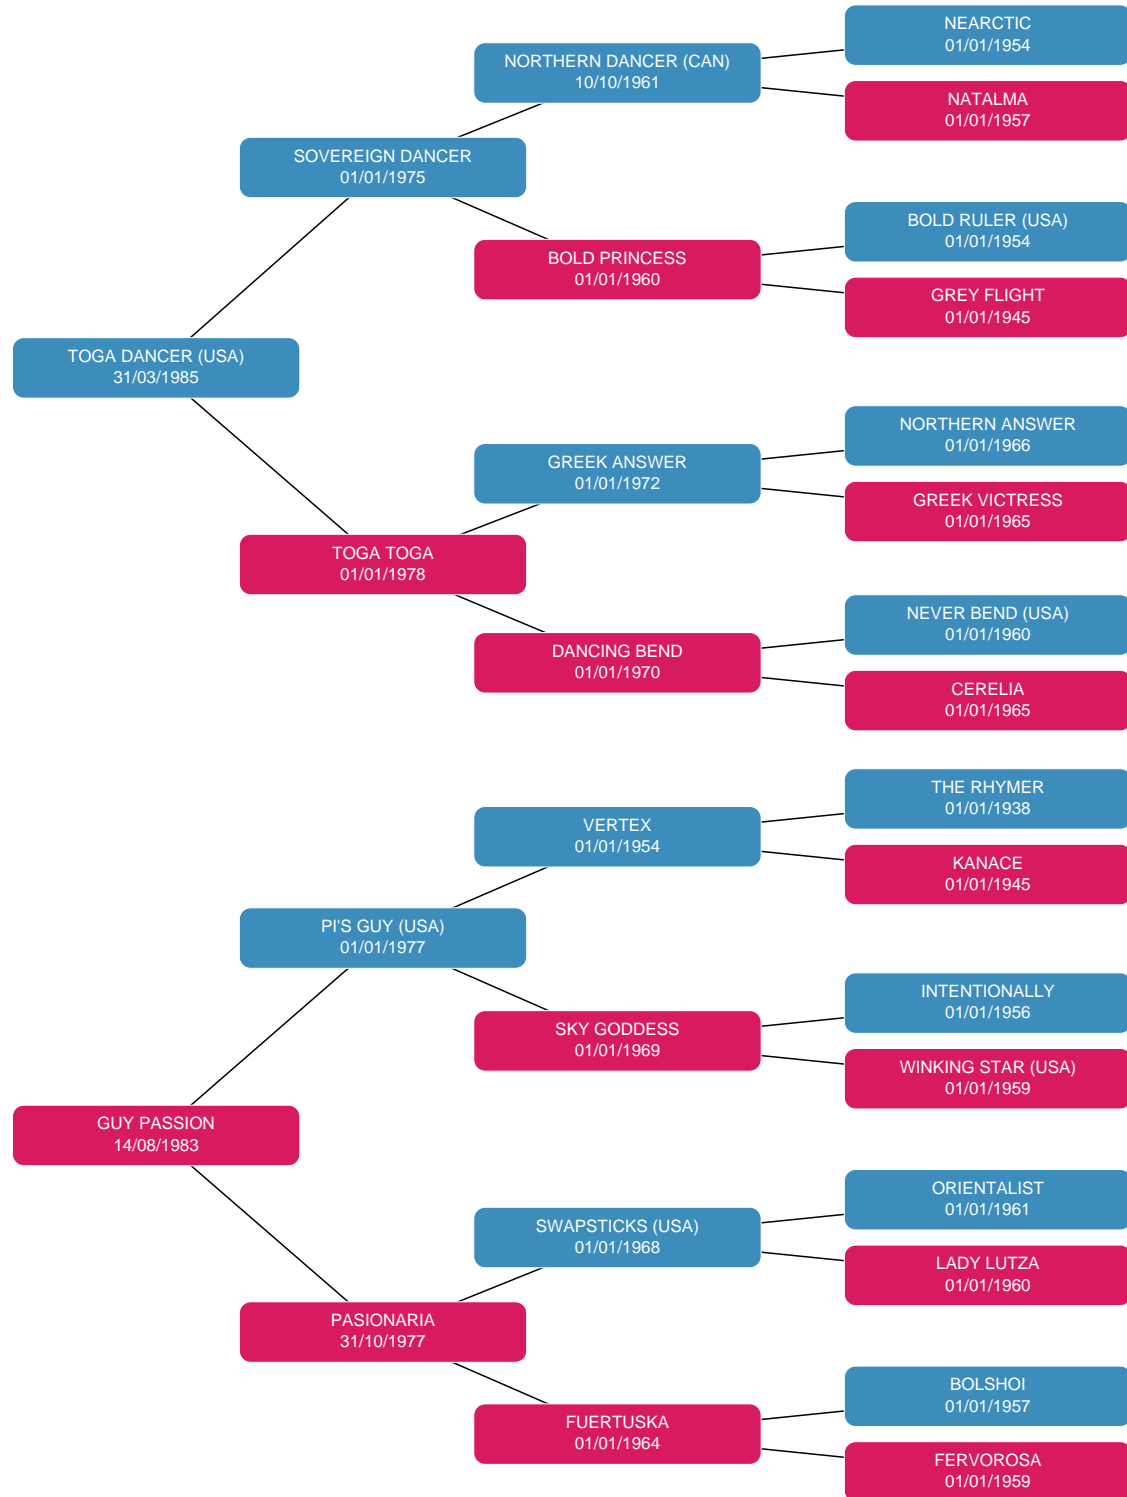 NEARCTIC
01/01/1954
NORTHERN DANCER (CAN)
10/10/1961
NATALMA
01/01/1957
SOVEREIGN DANCER
01/01/1975
BOLD RULER (USA)
01/01/1954
BOLD PRINCESS
01/01/1960
GREY FLIGHT
01/01/1945
TOGA DANCER (USA)
31/03/1985
NORTHERN ANSWER
01/01/1966
GREEK ANSWER
01/01/1972
GREEK VICTRESS
01/01/1965
TOGA TOGA
01/01/1978
NEVER BEND (USA)
01/01/1960
DANCING BEND
01/01/1970
CERELIA
01/01/1965
THE RHYMER
01/01/1938
VERTEX
01/01/1954
KANACE
01/01/1945
PI'S GUY (USA)
01/01/1977
INTENTIONALLY
01/01/1956
SKY GODDESS
01/01/1969
WINKING STAR (USA)
01/01/1959
GUY PASSION
14/08/1983
ORIENTALIST
01/01/1961
SWAPSTICKS (USA)
01/01/1968
LADY LUTZA
01/01/1960
PASIONARIA
31/10/1977
BOLSHOI
01/01/1957
FUERTUSKA
01/01/1964
FERVOROSA
01/01/1959